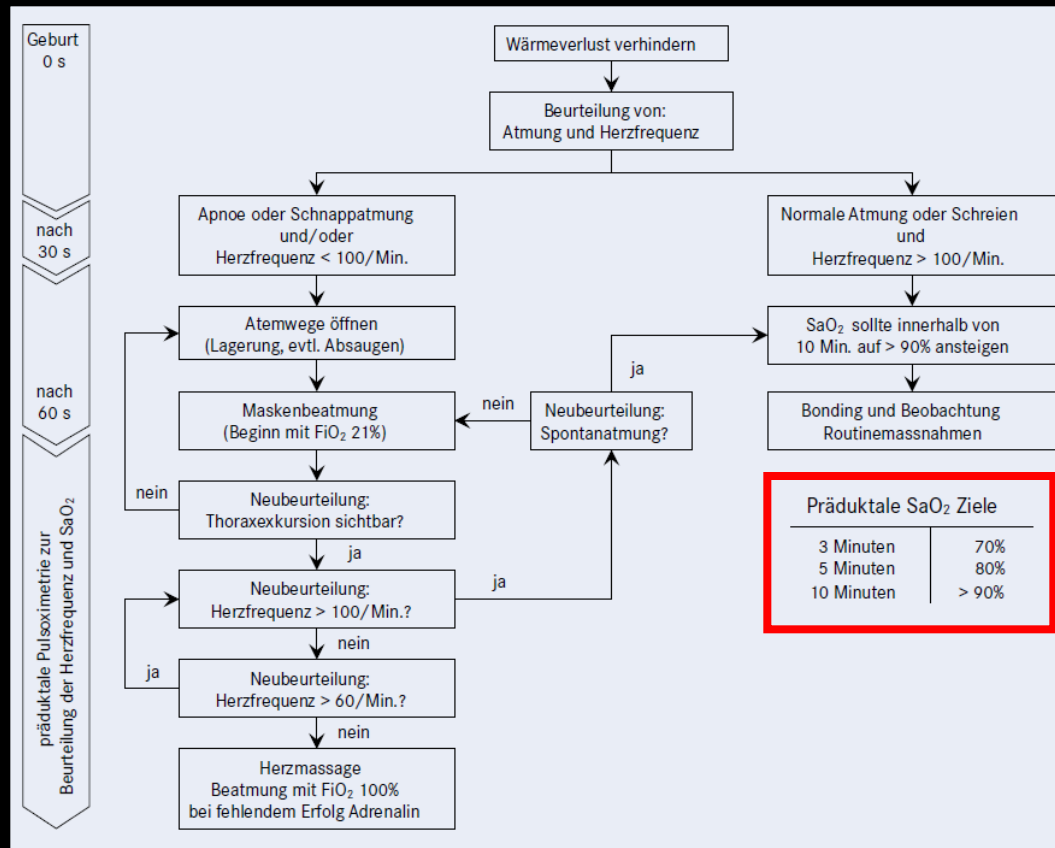 Geburt
0 s
nach
30 s
nach
60 s
präduktale Pulsoximetrie zur
Beurteilung der Herzfrequenz und SaO₂
Wärmeverlust verhindern
Beurteilung von:
Atmung und Herzfrequenz
Apnoe oder Schnappatmung
und/oder
Herzfrequenz < 100/Min.
Normale Atmung oder Schreien
und
Herzfrequenz > 100/Min.
Atemwege öffnen
(Lagerung, evtl. Absaugen)
SaO₂ sollte innerhalb von
10 Min. auf > 90% ansteigen
ja
Maskenbeatmung
(Beginn mit FiO₂ 21%)
nein
Neubeurteilung:
Spontanatmung?
Bonding und Beobachtung
Routinemassnahmen
nein
Neubeurteilung:
Thoraxexkursion sichtbar?
ja
Neubeurteilung:
Herzfrequenz > 100/Min.?
ja
nein
ja
Neubeurteilung:
Herzfrequenz > 60/Min.?
nein
Herzmassage
Beatmung mit FiO₂ 100%
bei fehlendem Erfolg Adrenalin
Präduktale SaO₂ Ziele
3 Minuten 70%
5 Minuten 80%
10 Minuten > 90%